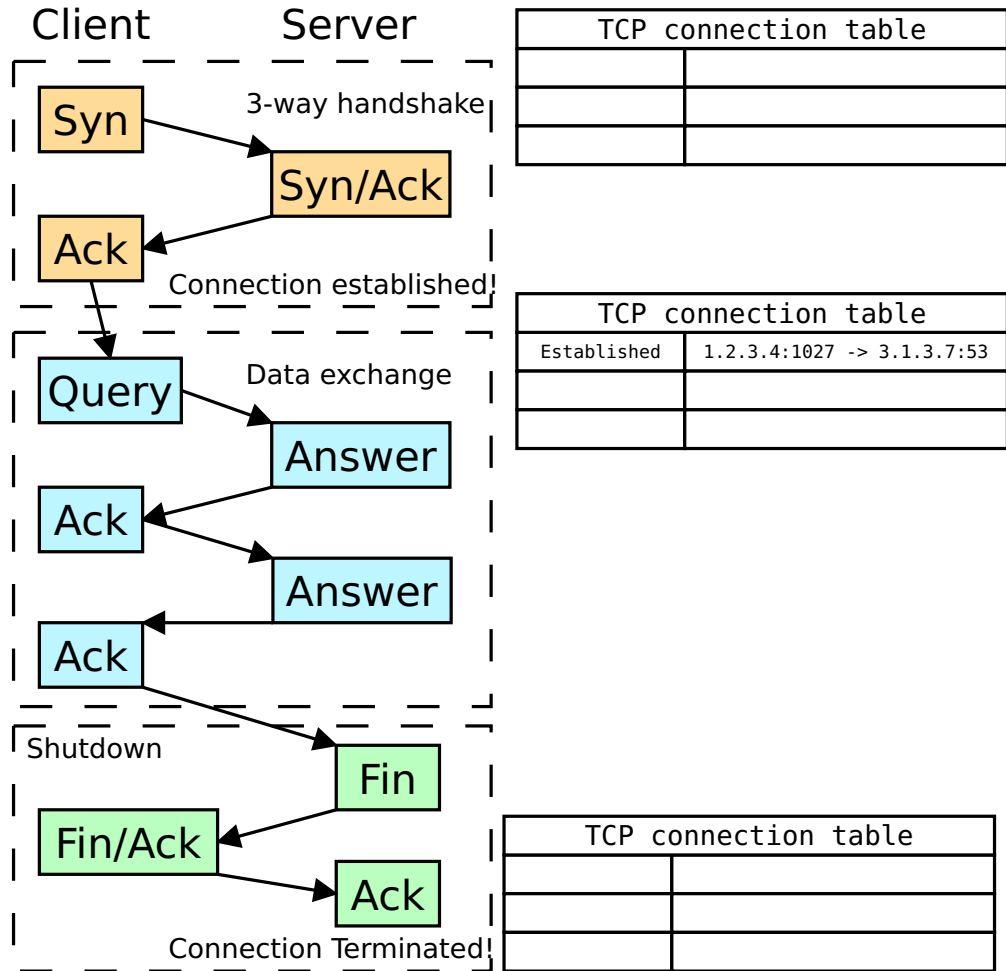 Client Server
TCP connection table
3-way handshake
Syn
Syn/Ack
Ack
Connection established!
TCP connection table
Established 1.2.3.4:1027 -> 3.1.3.7:53
Query
Data exchange
Answer
Ack
Answer
Ack
Shutdown
Fin
Fin/Ack
TCP connection table
Ack
Connection Terminated!